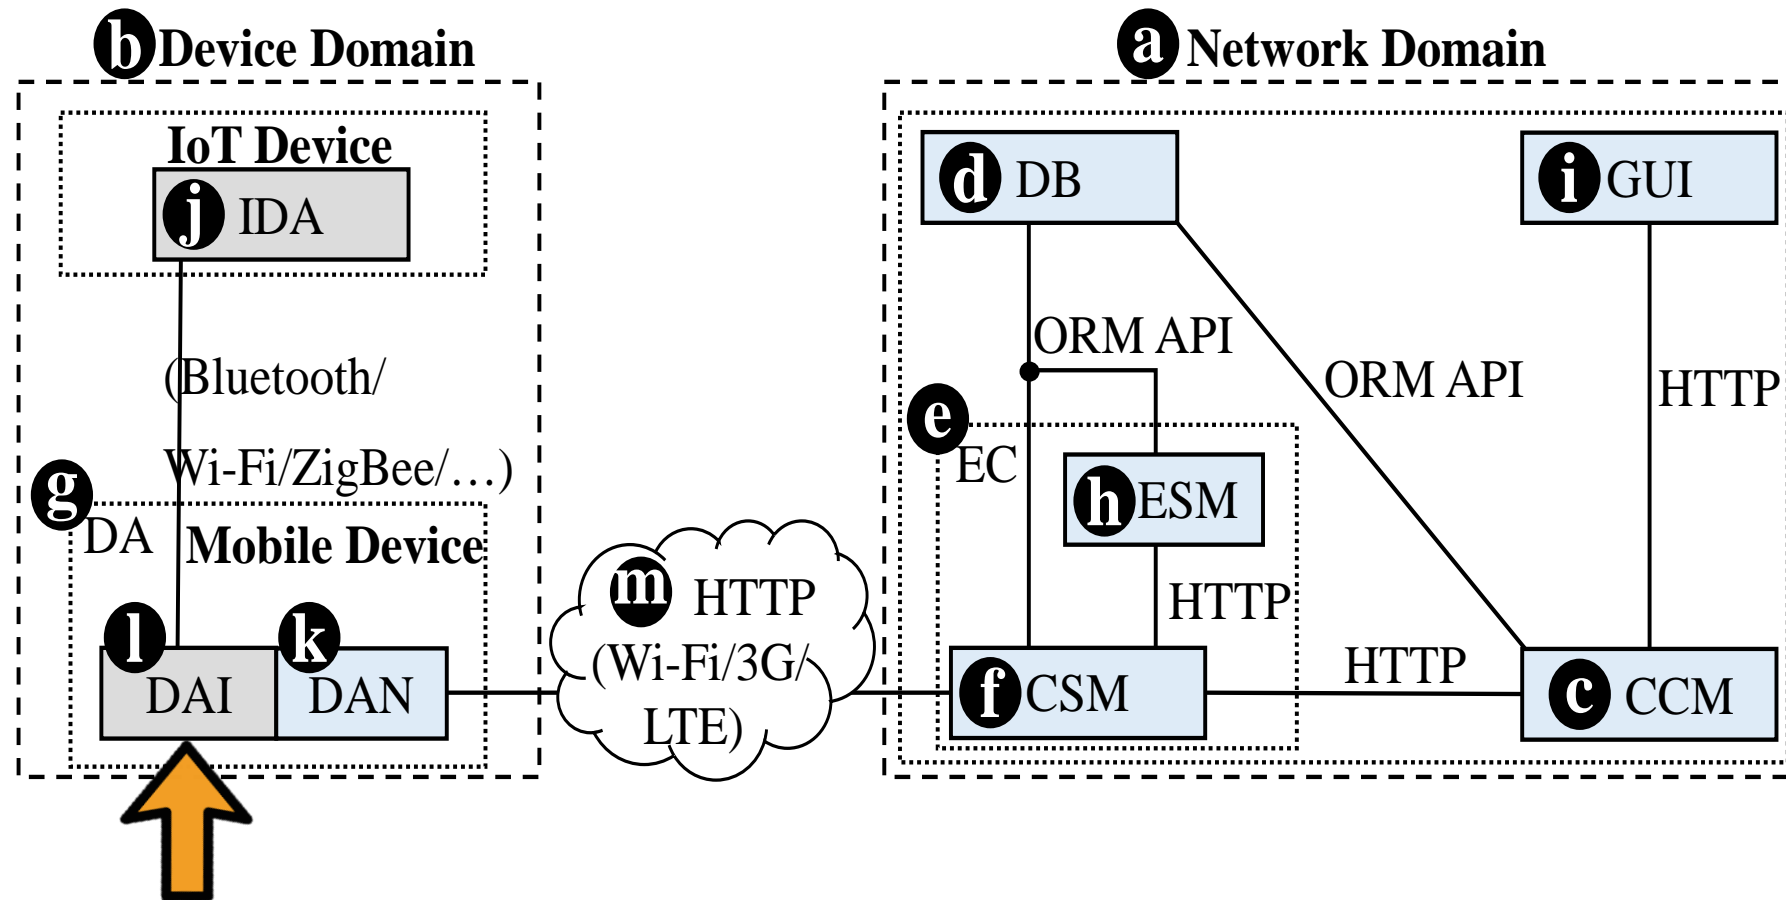 b Device Domain
IoT Device
j IDA
(Bluetooth/
Wi-Fi/ZigBee/…)
g
DA
Mobile Device
l
DAI
k
DAN
m HTTP
(Wi-Fi/3G/
LTE)
a Network Domain
d DB
i GUI
ORM API
ORM API
HTTP
e
EC
h ESM
HTTP
f CSM
HTTP
c CCM